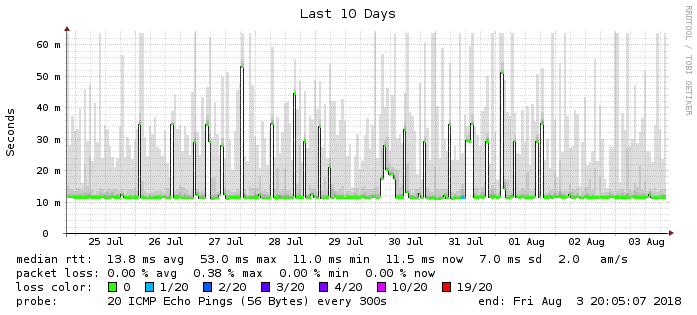 Last 10 Days
RRDTOOL / TOBI OETIKER
Seconds
60 m
50 m
40 m
30 m
20 m
10 m
0
25 Jul 26 Jul 27 Jul 28 Jul 29 Jul 30 Jul 31 Jul 01 Aug 02 Aug 03 Aug
median rtt: 13.8 ms avg 53.0 ms max 11.0 ms min 11.5 ms now 7.0 ms sd 2.0 am/s
packet loss: 0.00 % avg 0.38 % max 0.00 % min 0.00 % now
loss color: 0 1/20 2/20 3/20 4/20 10/20 19/20
probe: 20 ICMP Echo Pings (56 Bytes) every 300s end: Fri Aug 3 20:05:07 2018